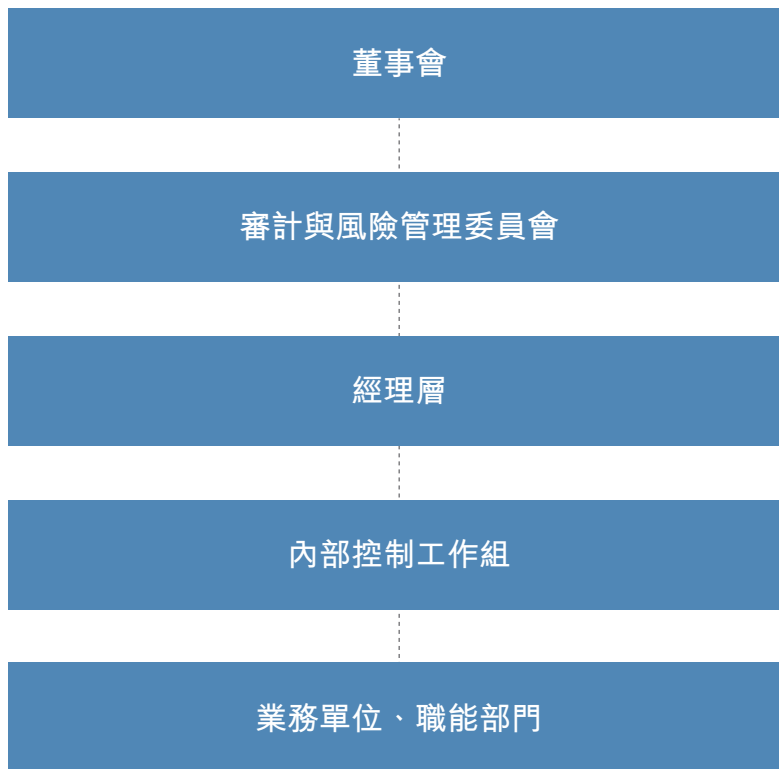 董事會
審計與風險管理委員會
經理層
內部控制工作組
業務單位、職能部門